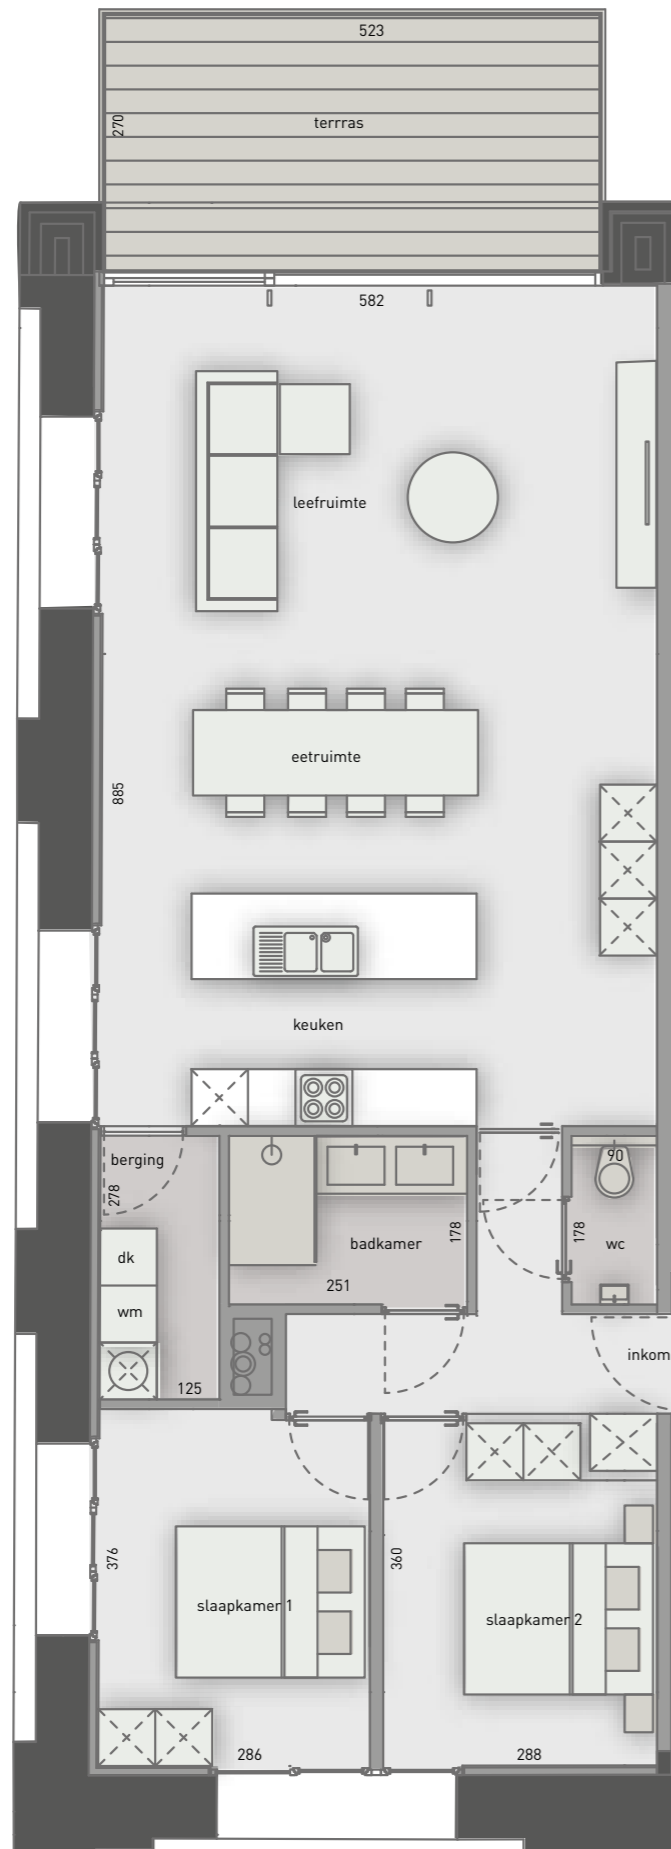 523
270
terrras
582
leefruimte
eetruimte
885
keuken
berging
278
90
178
178
badkamer
wc
dk
251
wm
inkom
125
376
360
slaapkamer 1
slaapkamer 2
286
288